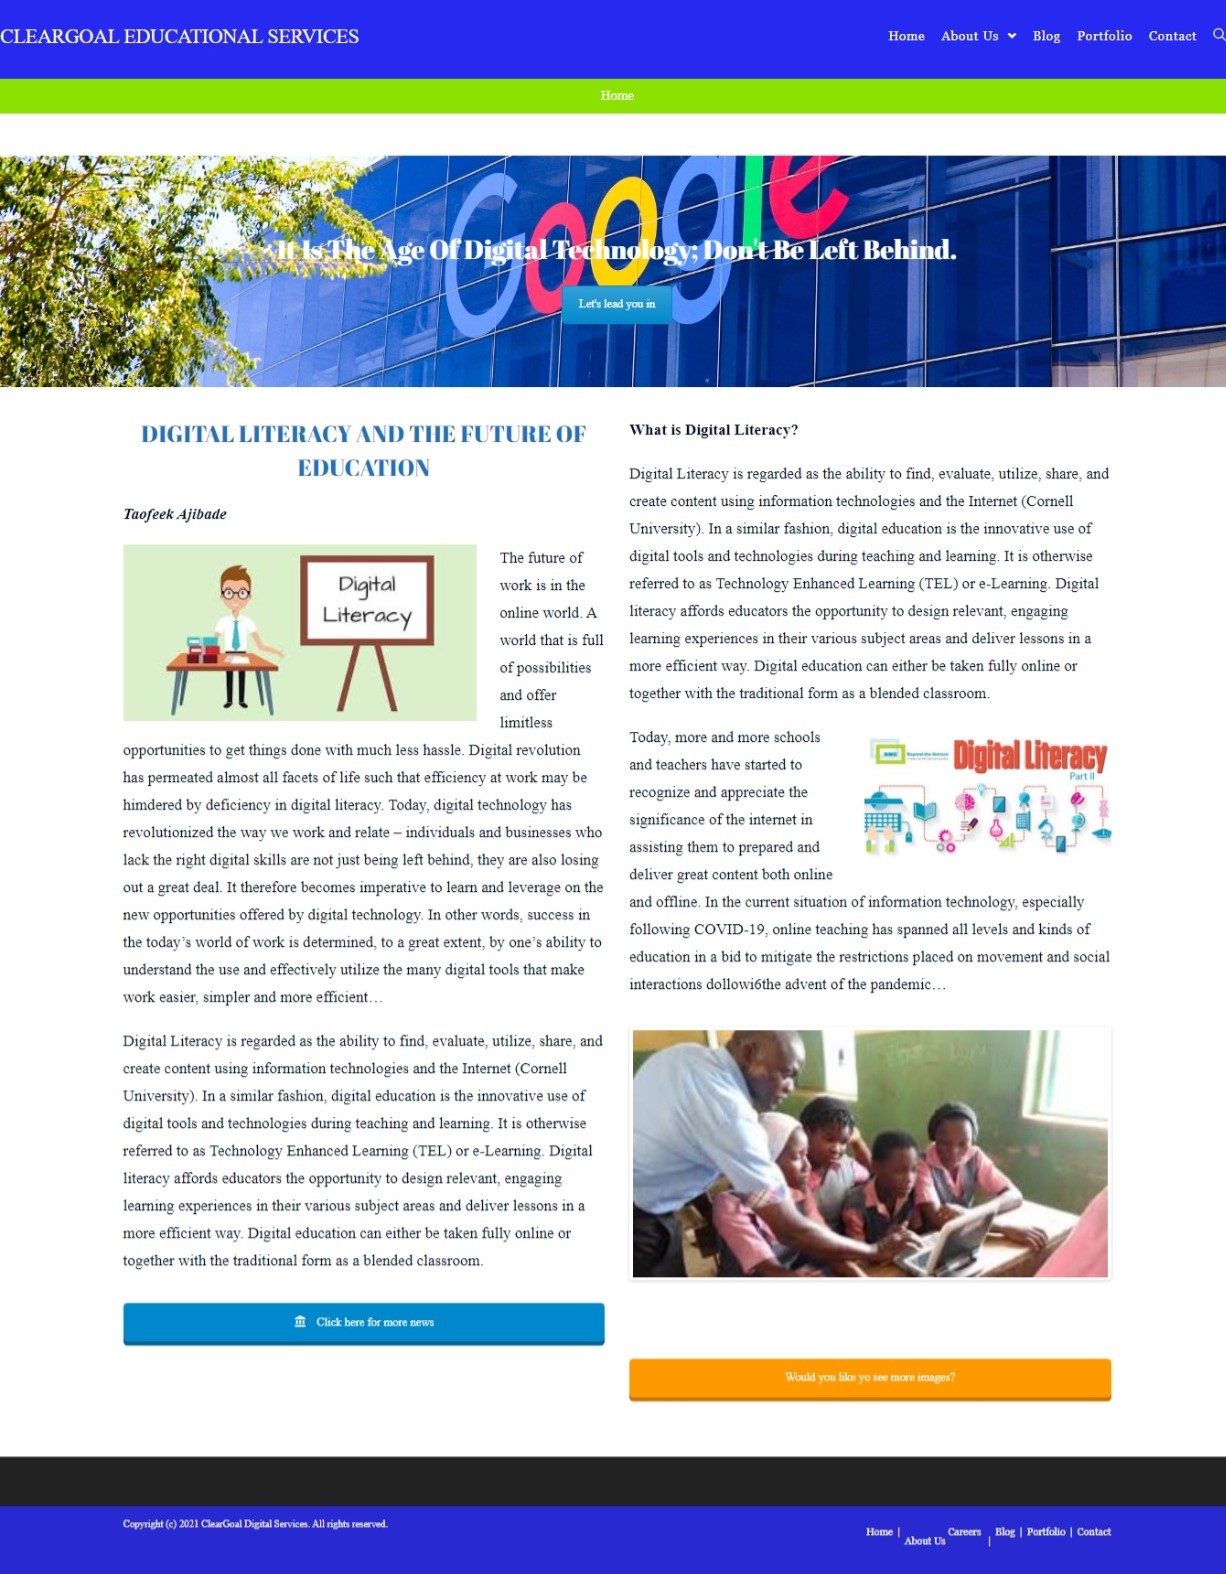 CLEARGOAL EDUCATIONAL SERVICES
Home About Us Blog Portfolio Contact
Home
Google
It Is The Age Of Digital Technology; Don't Be Left Behind.
Let's lead you in
DIGITAL LITERACY AND THE FUTURE OF
EDUCATION
Taofeek Ajibade
Digital
Literacy
The future of
work is in the
online world. A
world that is full
of possibilities
and offer
limitless
opportunities to get things done with much less hassle. Digital revolution
has permeated almost all facets of life such that efficiency at work may be
himdered by deficiency in digital literacy. Today, digital technology has
revolutionized the way we work and relate – individuals and businesses who
lack the right digital skills are not just being left behind, they are also losing
out a great deal. It therefore becomes imperative to learn and leverage on the
new opportunities offered by digital technology. In other words, success in
the today’s world of work is determined, to a great extent, by one’s ability to
understand the use and effectively utilize the many digital tools that make
work easier, simpler and more efficient…
Digital Literacy is regarded as the ability to find, evaluate, utilize, share, and
create content using information technologies and the Internet (Cornell
University). In a similar fashion, digital education is the innovative use of
digital tools and technologies during teaching and learning. It is otherwise
referred to as Technology Enhanced Learning (TEL) or e-Learning. Digital
literacy affords educators the opportunity to design relevant, engaging
learning experiences in their various subject areas and deliver lessons in a
more efficient way. Digital education can either be taken fully online or
together with the traditional form as a blended classroom.
Click here for more news
What is Digital Literacy?
Digital Literacy is regarded as the ability to find, evaluate, utilize, share, and
create content using information technologies and the Internet (Cornell
University). In a similar fashion, digital education is the innovative use of
digital tools and technologies during teaching and learning. It is otherwise
referred to as Technology Enhanced Learning (TEL) or e-Learning. Digital
literacy affords educators the opportunity to design relevant, engaging
learning experiences in their various subject areas and deliver lessons in a
more efficient way. Digital education can either be taken fully online or
together with the traditional form as a blended classroom.
Today, more and more schools
and teachers have started to
recognize and appreciate the
significance of the internet in
assisting them to prepared and
deliver great content both online
Digital Literacy
Part II
and offline. In the current situation of information technology, especially
following COVID-19, online teaching has spanned all levels and kinds of
education in a bid to mitigate the restrictions placed on movement and social
interactions dollowi6the advent of the pandemic…
Would you like yo see more images?
Copyright (c) 2021 ClearGoal Digital Services. All rights reserved.
Home | About Us Careers | Blog | Portfolio | Contact